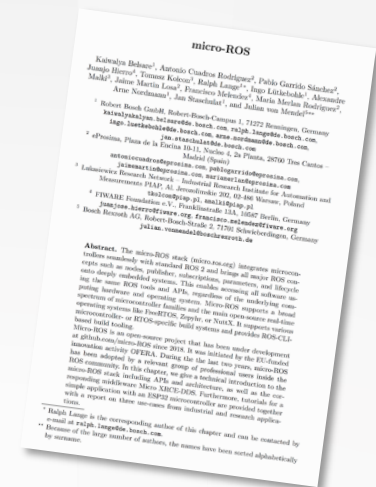 micro-ROS
Kaiwalya Belsare¹, Antonio Cuadros Rodríguez², Pablo Garrido Sánchez²,
Juanjo Hierro⁴, Tomasz Kołcon³, Ralph Lange¹*, Ingo Lütkebohle¹, Alexandre
Malki³, Jaime Martin Losa², Francisco Melendez⁴, Maria Merlan Rodriguez²,
Arne Nordmann¹, Jan Staschulat¹, and Julian von Mendel⁵**
¹ Robert Bosch GmbH, Robert-Bosch-Campus 1, 71272 Renningen, Germany
kaiwalyakalyan.belsare@de.bosch.com, ralph.lange@de.bosch.com,
ingo.luetkebohle@de.bosch.com, arne.nordmann@de.bosch.com,
jan.staschulat@de.bosch.com
² eProsima, Plaza de la Encina 10-11, Nucleo 4, 2a Planta, 28760 Tres Cantos -
Madrid (Spain)
antoniocuadros@eprosima.com, pablogarrido@eprosima.com,
jaimemartin@eprosima.com, mariamerlan@eprosima.com
³ Łukasiewicz Research Network - Industrial Research Institute for Automation and
Measurements PIAP, Al. Jerozolimskie 202, 02-486 Warsaw, Poland
tkolcon@piap.pl, amalki@piap.pl
⁴ FIWARE Foundation e.V., Franklinstraße 13A, 10587 Berlin, Germany
juanjose.hierro@fiware.org, francisco.melendez@fiware.org
⁵ Bosch Rexroth AG, Robert-Bosch-Straße 2, 71701 Schwieberdingen, Germany
julian.vonmendel@boschrexroth.de
Abstract. The micro-ROS stack (micro.ros.org) integrates microcon-
trollers seamlessly with standard ROS 2 and brings all major ROS con-
cepts such as nodes, publisher, subscriptions, parameters, and lifecycle
onto deeply embedded systems. This enables accessing all software us-
ing the same ROS tools and APIs, regardless of the underlying com-
puting hardware and operating system. Micro-ROS supports a broad
spectrum of microcontroller families and the main open-source real-time
operating systems like FreeRTOS, Zephyr, or NuttX. It supports various
microcontroller- or RTOS-specific build systems and provides ROS-CLI-
based build tooling.
Micro-ROS is an open-source project that has been under development
at github.com/micro-ROS since 2018. It was initiated by the EU-funded
innovation activity OFERA. During the the last two years, micro-ROS
has been adopted by a relevant group of professional users inside the
ROS community. In this chapter, we give a technical introduction to the
micro-ROS stack including APIs and architecture, as well as the cor-
responding middleware Micro XRCE-DDS. Furthermore, tutorials for a
simple application with an ESP32 microcontroller are provided together
with a report on three use-cases from industrial and research applica-
tions.
* Ralph Lange is the corresponding author of this chapter and can be contacted by
e-mail at ralph.lange@de.bosch.com.
** Because of the large number of authors, the names have been sorted alphabetically
by surname.